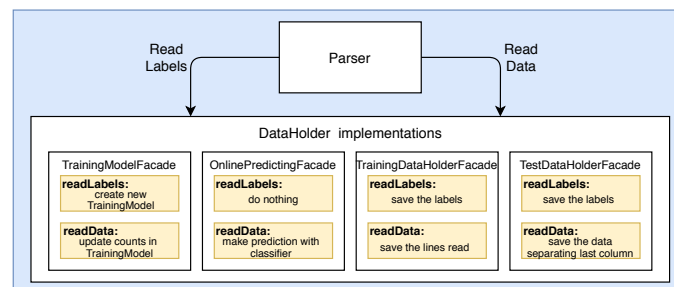 Read
Labels
Parser
Read
Data
DataHolder implementations
TrainingModelFacade
readLabels:
create new
TrainingModel
readData:
update counts in
TrainingModel
OnlinePredictingFacade
readLabels:
do nothing
readData:
make prediction with
classifier
TrainingDataHolderFacade
readLabels:
save the labels
readData:
save the lines read
TestDataHolderFacade
readLabels:
save the labels
readData:
save the data
separating last column